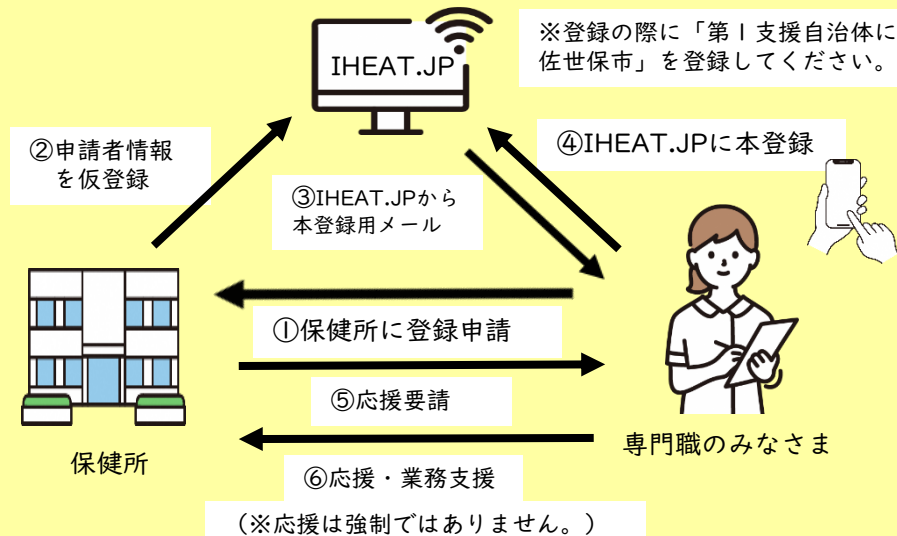 IHEAT.JP
※登録の際に「第1支援自治体に
佐世保市」を登録してください。
②申請者情報
を仮登録
④IHEAT.JPに本登録
③IHEAT.JPから
本登録用メール
①保健所に登録申請
⑤応援要請
保健所
専門職のみなさま
⑥応援・業務支援
(※応援は強制ではありません。)